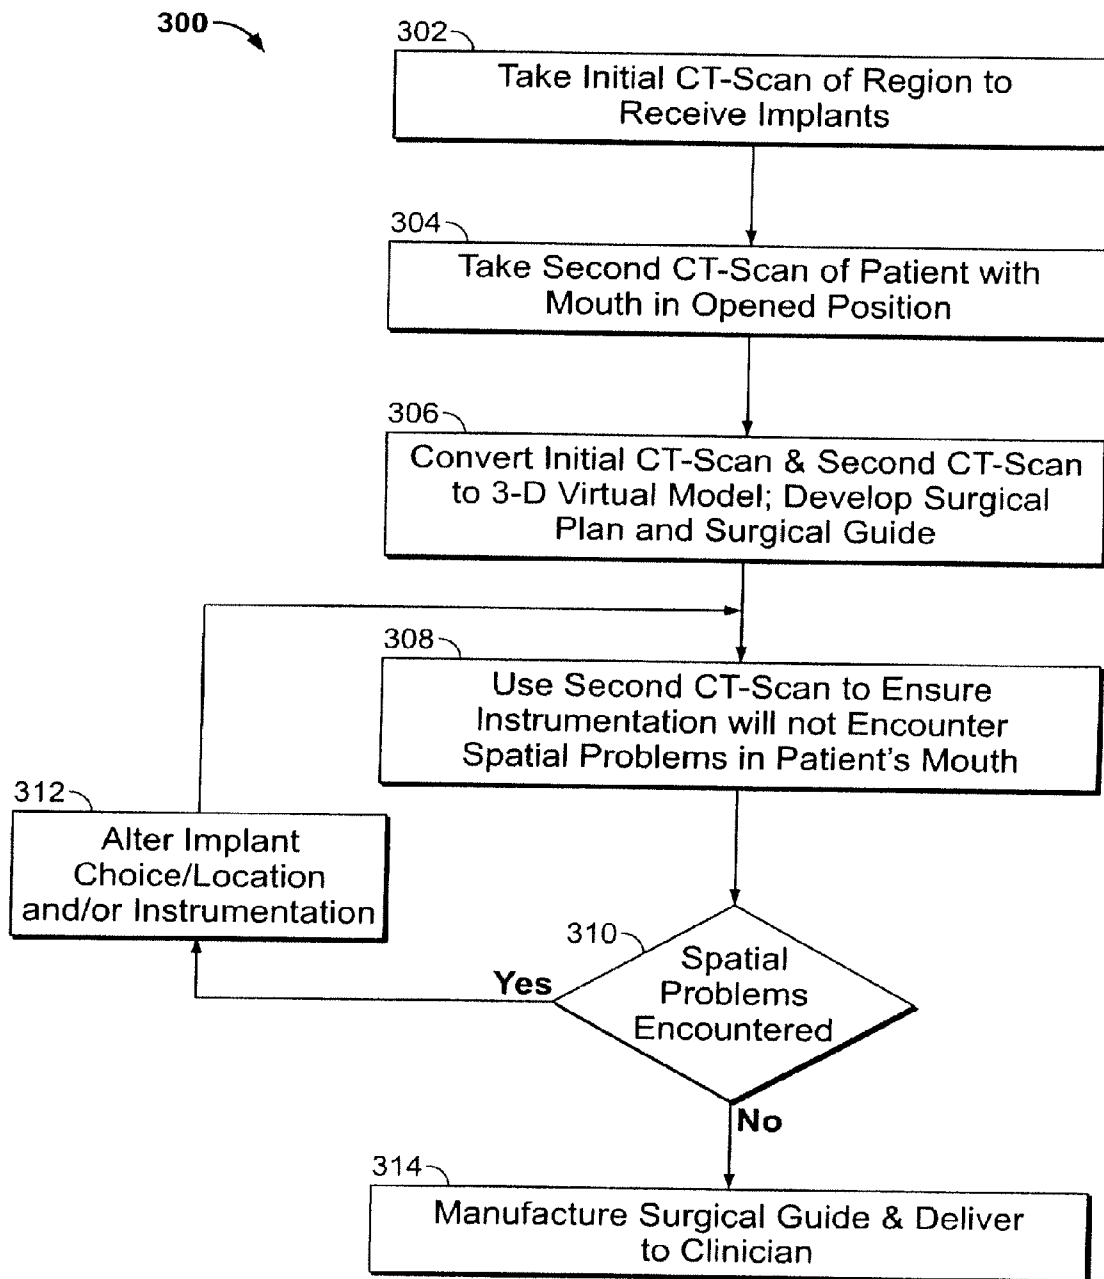 300
302
Take Initial CT-Scan of Region to
Receive Implants
304
Take Second CT-Scan of Patient with
Mouth in Opened Position
306
Convert Initial CT-Scan & Second CT-Scan
to 3-D Virtual Model; Develop Surgical
Plan and Surgical Guide
308
Use Second CT-Scan to Ensure
Instrumentation will not Encounter
Spatial Problems in Patient's Mouth
312
Alter Implant
Choice/Location
and/or Instrumentation
310
Spatial
Problems
Encountered
Yes
No
314
Manufacture Surgical Guide & Deliver
to Clinician